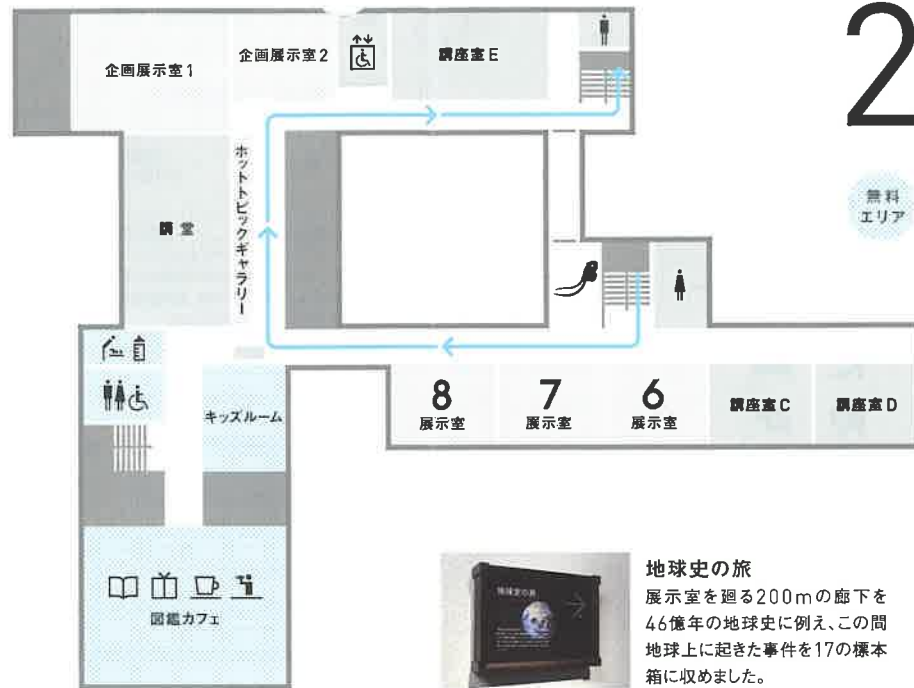 2
無料
エリア
企画展示室1
企画展示室2
講座室E
ホットトピックギャラリー
講堂
キッズルーム
8
展示室
7
展示室
6
展示室
講座室C
講座室D
図鑑カフェ
地球史の旅
地球史の旅
展示室を廻る200mの廊下を
46億年の地球史に例え、この間
地球上に起きた事件を17の標本
箱に収めました。